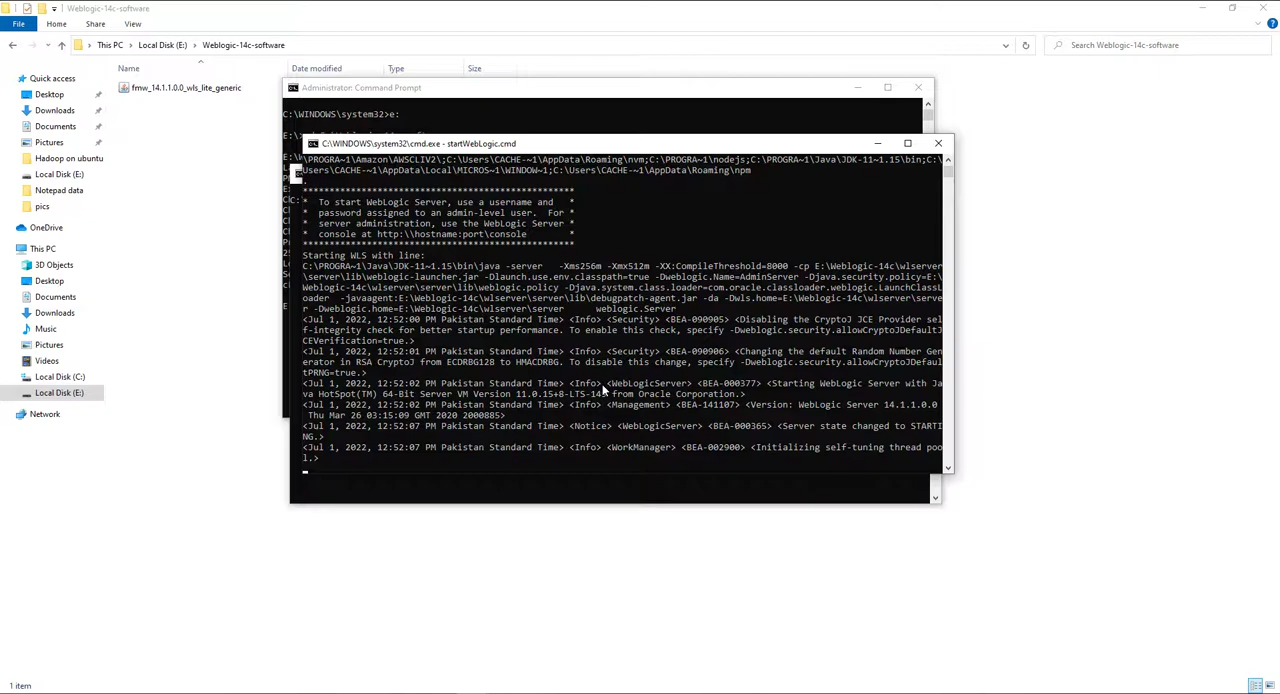 Weblogic-14c-software
File
Home
Share
View
This PC
Local Disk (E:)
Weblogic-14c-software
Search Weblogic-14c-software
Name
Date modified
Type
Size
fmw_14.1.1.0.0_wls_lite_generic
Quick access
Desktop
Downloads
Documents
Pictures
Hadoop on ubuntu
Local Disk (E:)
Notepad data
pics
OneDrive
This PC
3D Objects
Desktop
Documents
Downloads
Music
Pictures
Videos
Local Disk (C:)
Local Disk (E:)
Network
1 item
Administrator: Command Prompt
C:\WINDOWS\system32>e:
C:\WINDOWS\system32\cmd.exe - startWebLogic.cmd
\PROGRA~1\Amazon\AWSCLIV2\;C:\Users\CACHE-~1\AppData\Roaming\nvm;C:\PROGRA~1\nodejs;C:\PROGRA~1\Java\JDK-11~1.15\bin;C:\
Users\CACHE-~1\AppData\Local\MICROS~1\WINDOW~1;C:\Users\CACHE-~1\AppData\Roaming\npm
.
***************************************************
*  To start WebLogic Server, use a username and   *
*  password assigned to an admin-level user.  For *
*  server administration, use the WebLogic Server *
*  console at http:\\hostname:port\console        *
***************************************************
Starting WLS with line:
C:\PROGRA~1\Java\JDK-11~1.15\bin\java -server   -Xms256m -Xmx512m -XX:CompileThreshold=8000 -cp E:\Weblogic-14c\wlserver
\server\lib\weblogic-launcher.jar -Dlaunch.use.env.classpath=true -Dweblogic.Name=AdminServer -Djava.security.policy=E:\
Weblogic-14c\wlserver\server\lib\weblogic.policy -Djava.system.class.loader=com.oracle.classloader.weblogic.LaunchClassL
oader  -javaagent:E:\Weblogic-14c\wlserver\server\lib\debugpatch-agent.jar -da -Dwls.home=E:\Weblogic-14c\wlserver\serve
r -Dweblogic.home=E:\Weblogic-14c\wlserver\server      weblogic.Server
<Jul 1, 2022, 12:52:00 PM Pakistan Standard Time> <Info> <Security> <BEA-090905> <Disabling the CryptoJ JCE Provider sel
f-integrity check for better startup performance. To enable this check, specify -Dweblogic.security.allowCryptoJDefaultJ
CEVerification=true.>
<Jul 1, 2022, 12:52:01 PM Pakistan Standard Time> <Info> <Security> <BEA-090906> <Changing the default Random Number Gen
erator in RSA CryptoJ from ECDRBG128 to HMACDRBG. To disable this change, specify -Dweblogic.security.allowCryptoJDefaul
tPRNG=true.>
<Jul 1, 2022, 12:52:02 PM Pakistan Standard Time> <Info> <WebLogicServer> <BEA-000377> <Starting WebLogic Server with Ja
va HotSpot(TM) 64-Bit Server VM Version 11.0.15+8-LTS-14 from Oracle Corporation.>
<Jul 1, 2022, 12:52:02 PM Pakistan Standard Time> <Info> <Management> <BEA-141107> <Version: WebLogic Server 14.1.1.0.0
Thu Mar 26 03:15:09 GMT 2020 2000885>
<Jul 1, 2022, 12:52:07 PM Pakistan Standard Time> <Notice> <WebLogicServer> <BEA-000365> <Server state changed to STARTI
NG.>
<Jul 1, 2022, 12:52:07 PM Pakistan Standard Time> <Info> <WorkManager> <BEA-002900> <Initializing self-tuning thread poo
l.>